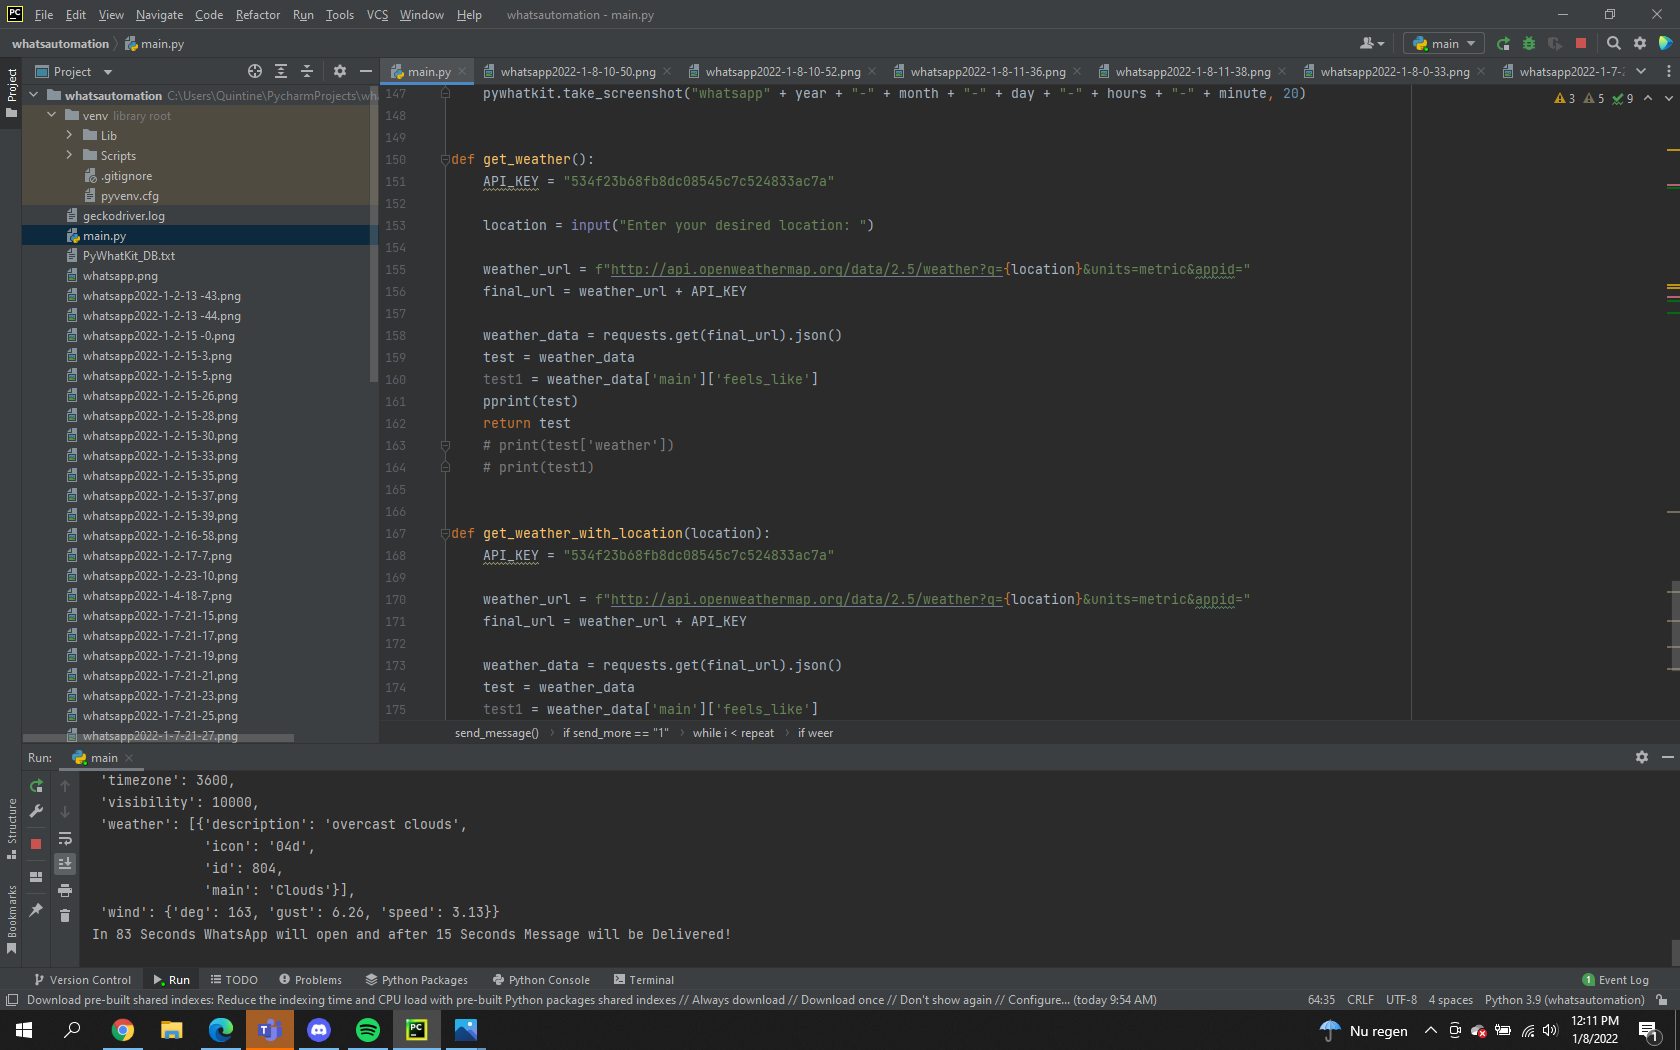 PC File Edit View Navigate Code Refactor Run Tools VCS Window Help whatsautomation - main.py
whatsautomation main.py main
Project main.py whatsapp2022-1-8-10-50.png whatsapp2022-1-8-10-52.png whatsapp2022-1-8-11-36.png whatsapp2022-1-8-11-38.png whatsapp2022-1-8-0-33.png whatsapp2022-1-7-
Project
whatsautomation C:\Users\Quintine\PycharmProjects\wh
venv library root
Lib
Scripts
.gitignore
pyvenv.cfg
geckodriver.log
main.py
PyWhatKit_DB.txt
whatsapp.png
whatsapp2022-1-2-13 -43.png
whatsapp2022-1-2-13 -44.png
whatsapp2022-1-2-15 -0.png
whatsapp2022-1-2-15-3.png
whatsapp2022-1-2-15-5.png
whatsapp2022-1-2-15-26.png
whatsapp2022-1-2-15-28.png
whatsapp2022-1-2-15-30.png
whatsapp2022-1-2-15-33.png
whatsapp2022-1-2-15-35.png
whatsapp2022-1-2-15-37.png
whatsapp2022-1-2-15-39.png
whatsapp2022-1-2-16-58.png
whatsapp2022-1-2-17-7.png
whatsapp2022-1-2-23-10.png
whatsapp2022-1-4-18-7.png
whatsapp2022-1-7-21-15.png
whatsapp2022-1-7-21-17.png
whatsapp2022-1-7-21-19.png
whatsapp2022-1-7-21-21.png
whatsapp2022-1-7-21-23.png
whatsapp2022-1-7-21-25.png
whatsapp2022-1-7-21-27.png
3 5 9
147 pywhatkit.take_screenshot("whatsapp" + year + "-" + month + "-" + day + "-" + hours + "-" + minute, 20)
148
149
150 def get_weather():
151 API_KEY = "534f23b68fb8dc08545c7c524833ac7a"
152
153 location = input("Enter your desired location: ")
154
155 weather_url = f"http://api.openweathermap.org/data/2.5/weather?q={location}&units=metric&appid="
156 final_url = weather_url + API_KEY
157
158 weather_data = requests.get(final_url).json()
159 test = weather_data
160 test1 = weather_data['main']['feels_like']
161 pprint(test)
162 return test
163 # print(test['weather'])
164 # print(test1)
165
166
167 def get_weather_with_location(location):
168 API_KEY = "534f23b68fb8dc08545c7c524833ac7a"
169
170 weather_url = f"http://api.openweathermap.org/data/2.5/weather?q={location}&units=metric&appid="
171 final_url = weather_url + API_KEY
172
173 weather_data = requests.get(final_url).json()
174 test = weather_data
175 test1 = weather_data['main']['feels_like']
send_message() if send_more == "1" while i < repeat if weer
Run: main
'timezone': 3600,
'visibility': 10000,
'weather': [{'description': 'overcast clouds',
'icon': '04d',
'id': 804,
'main': 'Clouds'}],
'wind': {'deg': 163, 'gust': 6.26, 'speed': 3.13}}
In 83 Seconds WhatsApp will open and after 15 Seconds Message will be Delivered!
Structure
Bookmarks
Version Control Run TODO Problems Python Packages Python Console Terminal 1 Event Log
Download pre-built shared indexes: Reduce the indexing time and CPU load with pre-built Python packages shared indexes // Always download // Download once // Don't show again // Configure... (today 9:54 AM) 64:35 CRLF UTF-8 4 spaces Python 3.9 (whatsautomation)
PC Nu regen 12:11 PM
1/8/2022 1